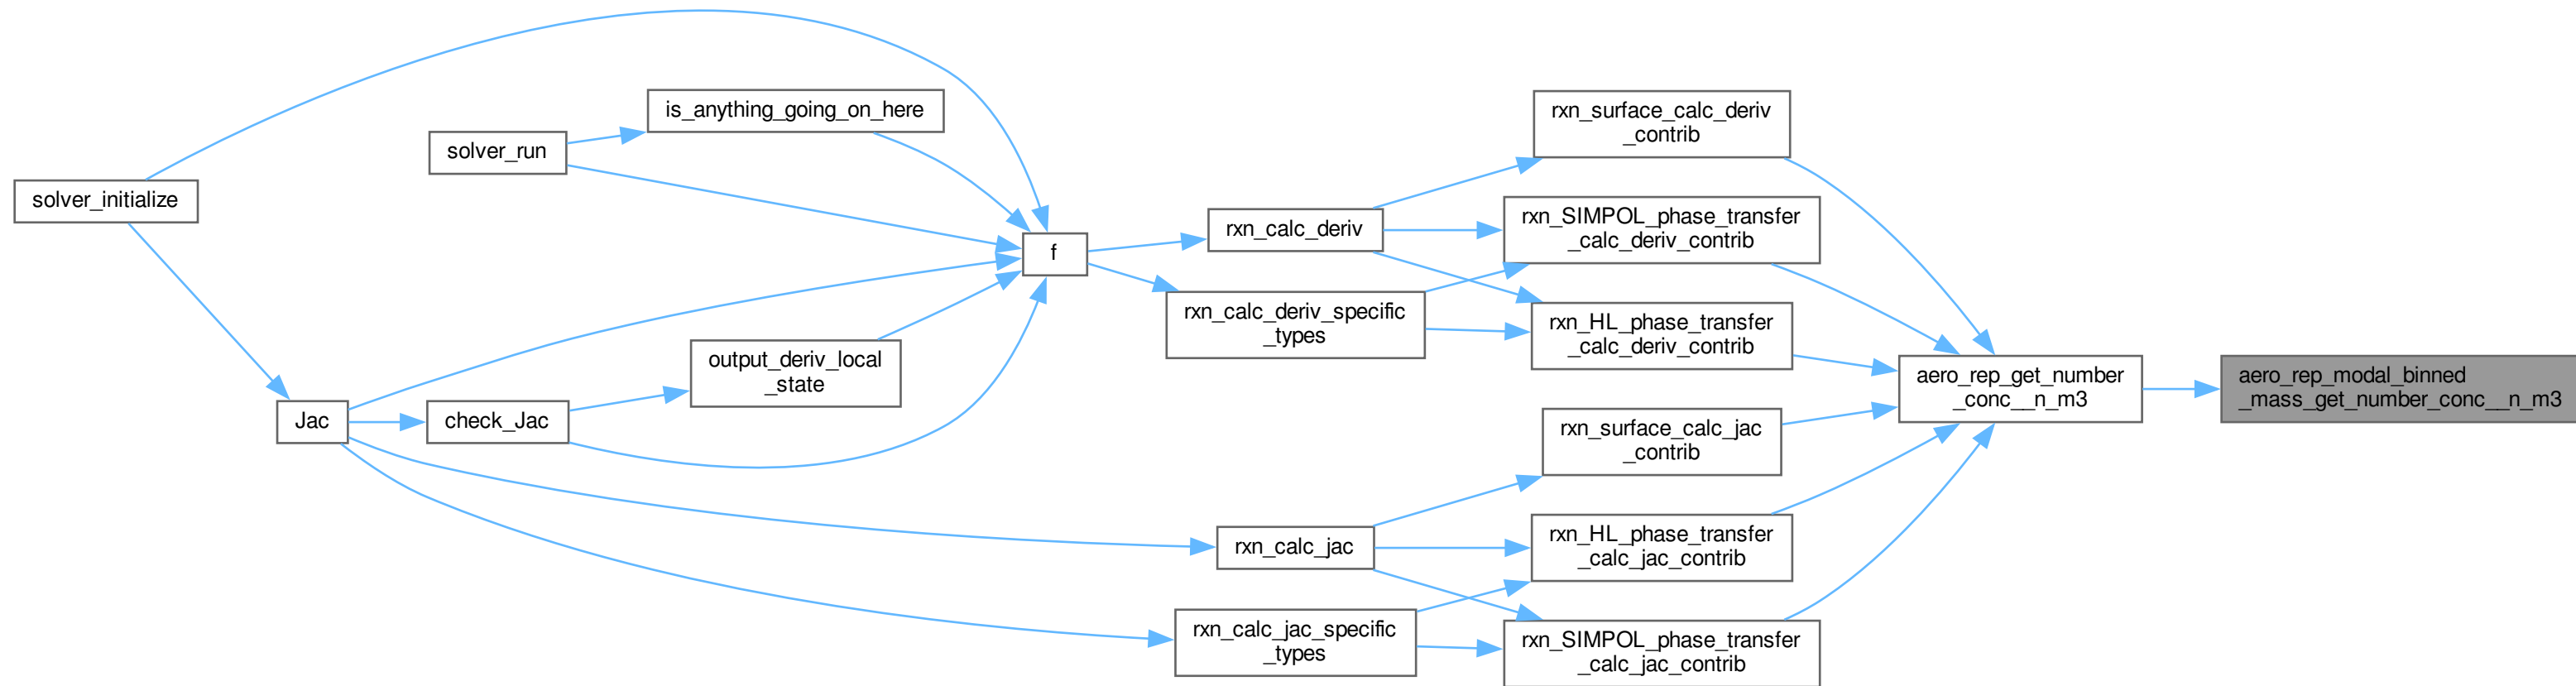 solver_initialize
solver_run
is_anything_going_on_here
Jac
check_Jac
output_deriv_local
_state
f
rxn_calc_deriv
rxn_calc_deriv_specific
_types
rxn_calc_jac
rxn_calc_jac_specific
_types
rxn_surface_calc_deriv
_contrib
rxn_SIMPOL_phase_transfer
_calc_deriv_contrib
rxn_HL_phase_transfer
_calc_deriv_contrib
rxn_surface_calc_jac
_contrib
rxn_HL_phase_transfer
_calc_jac_contrib
rxn_SIMPOL_phase_transfer
_calc_jac_contrib
aero_rep_get_number
_conc__n_m3
aero_rep_modal_binned
_mass_get_number_conc__n_m3